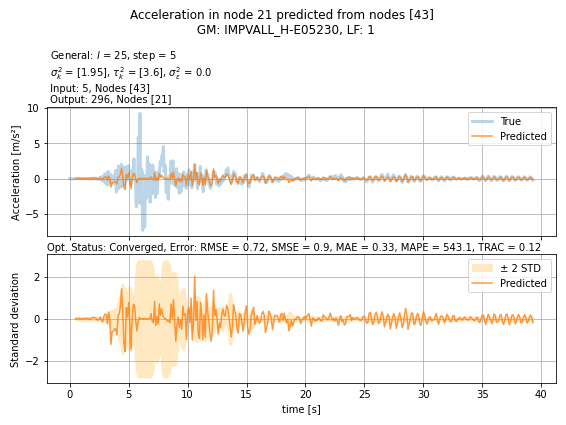 Acceleration in node 21 predicted from nodes [43]
GM: IMPVALL_H-E05230, LF: 1
General: l = 25, step = 5
σ²ₖ = [1.95], τ²ₖ = [3.6], σ²ε = 0.0
Input: 5, Nodes [43]
Output: 296, Nodes [21]
10
5
0
−5
Acceleration [m/s²]
True
Predicted
Opt. Status: Converged, Error: RMSE = 0.72, SMSE = 0.9, MAE = 0.33, MAPE = 543.1, TRAC = 0.12
2
0
−2
Standard deviation
± 2 STD
Predicted
0 5 10 15 20 25 30 35 40
time [s]